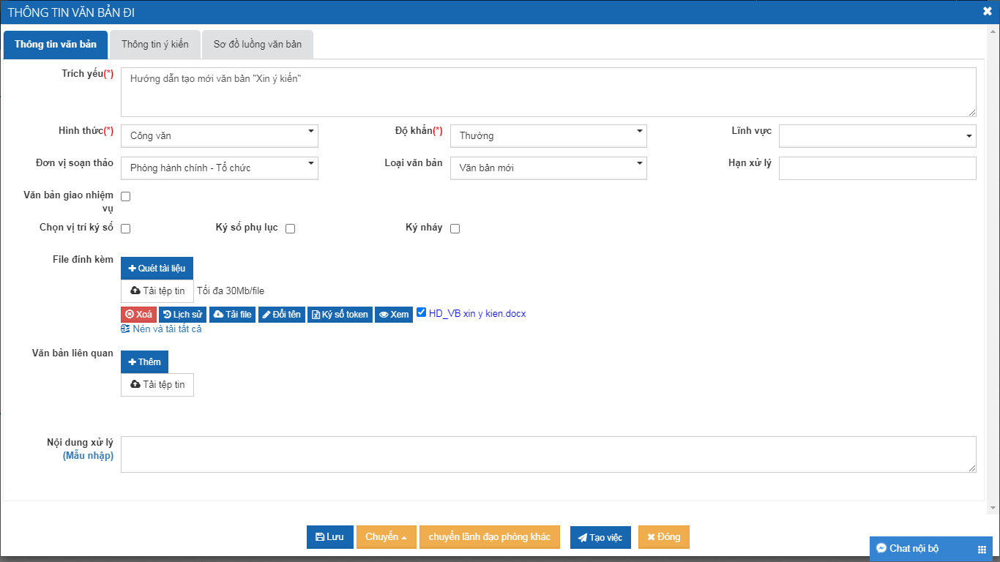 THÔNG TIN VĂN BẢN ĐI
Thông tin văn bản
Thông tin ý kiến
Sơ đồ luồng văn bản
Trích yếu(*)
Hướng dẫn tạo mới văn bản "Xin ý kiến"
Hình thức(*)
Công văn
Độ khẩn(*)
Thường
Lĩnh vực
Đơn vị soạn thảo
Phòng hành chính - Tổ chức
Loại văn bản
Văn bản mới
Hạn xử lý
Văn bản giao nhiệm
vụ
Chọn vị trí ký số
Ký số phụ lục
Ký nháy
File đính kèm
Quét tài liệu
Tải tệp tin
Tối đa 30Mb/file
Xoá
Lịch sử
Tải file
Đổi tên
Ký số token
Xem
HD_VB xin y kien.docx
Nén và tải tất cả
Văn bản liên quan
Thêm
Tải tệp tin
Nội dung xử lý
(Mẫu nhập)
Lưu
Chuyển
chuyển lãnh đạo phòng khác
Tạo việc
Đóng
Chat nội bộ